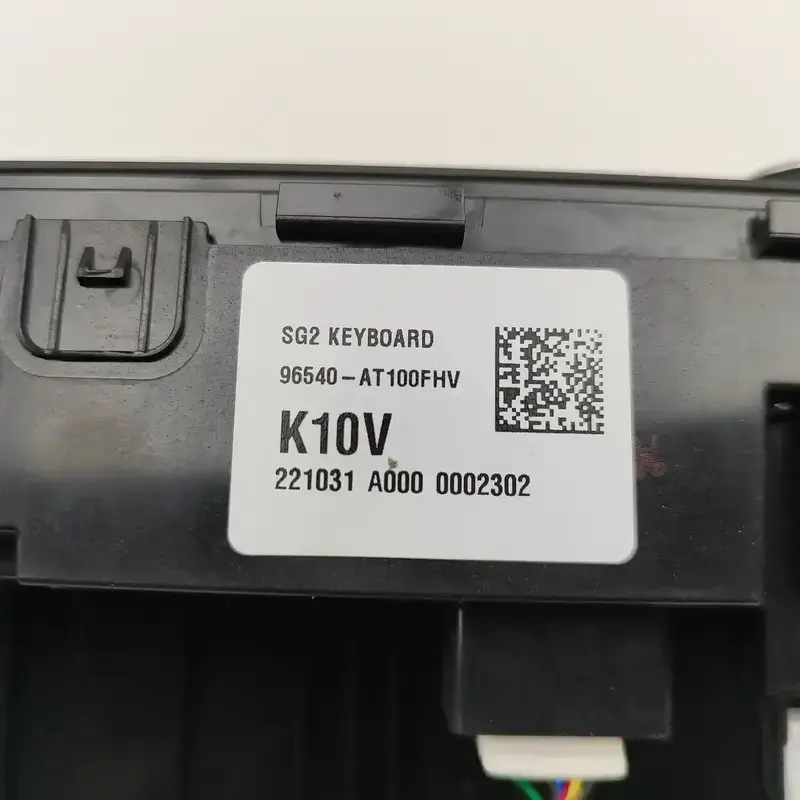 SG2 KEYBOARD
96540-AT100FHV
K10V
221031 A000 0002302